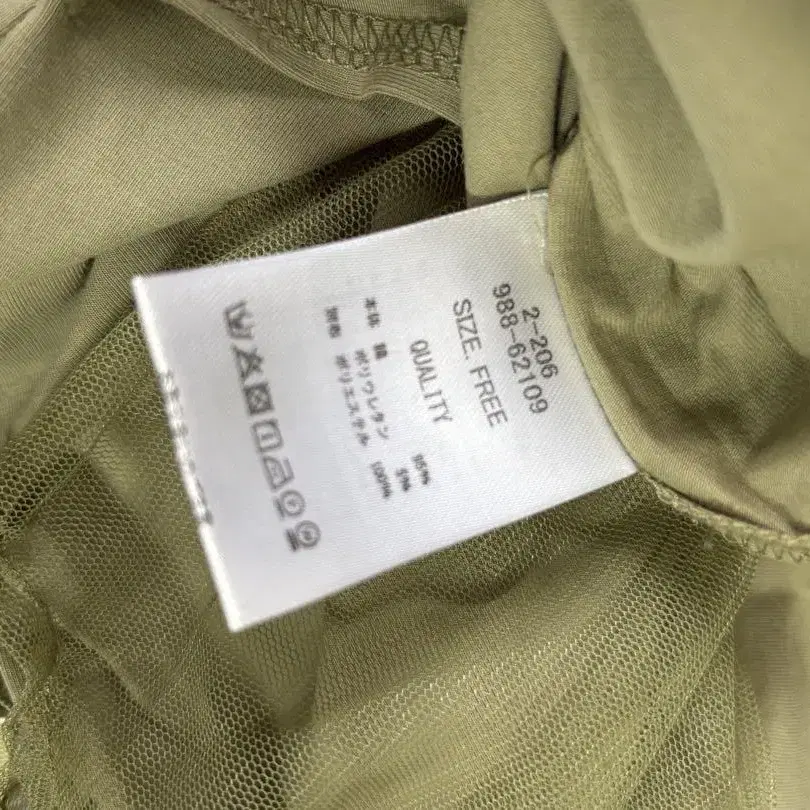 2-206
988-62109
SIZE. FREE
QUALITY
本体 綿 95%
ポリウレタン 5%
別布 ポリエステル 100%